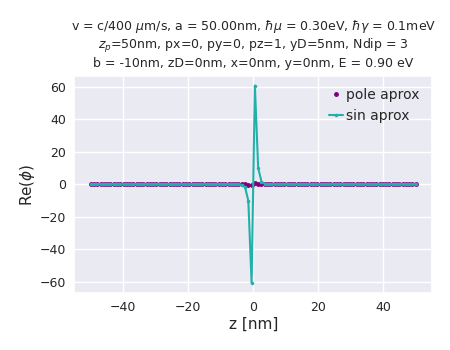 v = c/400 μm/s, a = 50.00nm, ℏμ = 0.30eV, ℏγ = 0.1meV
zₚ=50nm, px=0, py=0, pz=1, yD=5nm, Ndip = 3
b = -10nm, zD=0nm, x=0nm, y=0nm, E = 0.90 eV
pole aprox
sin aprox
60
40
20
0
−20
−40
−60
Re(ϕ)
−40 −20 0 20 40
z [nm]